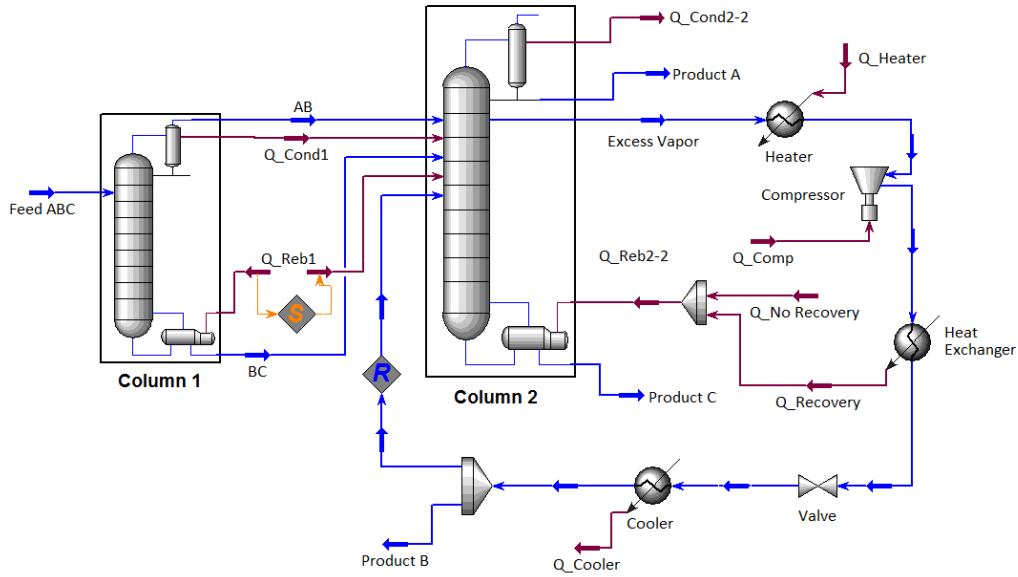 Q_Cond2-2
Product A
Q_Heater
AB
Q_Cond1
Excess Vapor
Heater
Compressor
Feed ABC
Q_Reb1
Q_Reb2-2
Q_Comp
S
Q_No Recovery
Heat
Exchanger
BC
R
Column 1
Column 2
Product C
Q_Recovery
Cooler
Valve
Product B
Q_Cooler